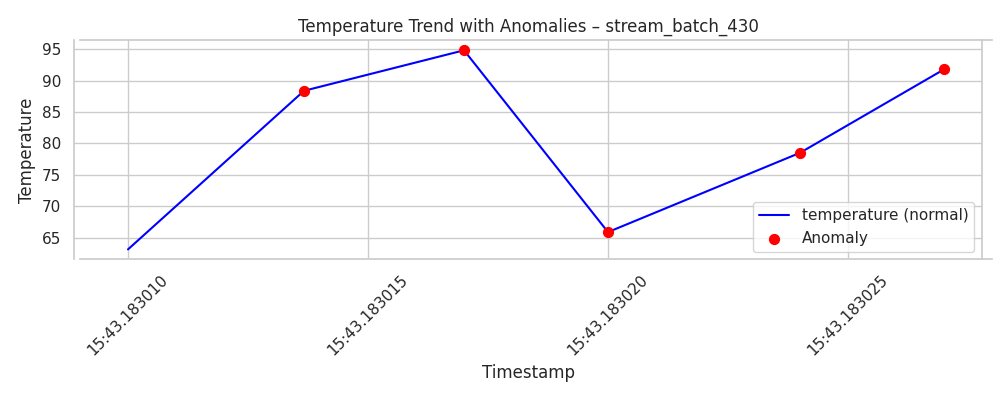 Temperature Trend with Anomalies – stream_batch_430
95
90
85
80
75
70
65
Temperature
temperature (normal)
Anomaly
15:43.183010
15:43.183015
15:43.183020
15:43.183025
Timestamp